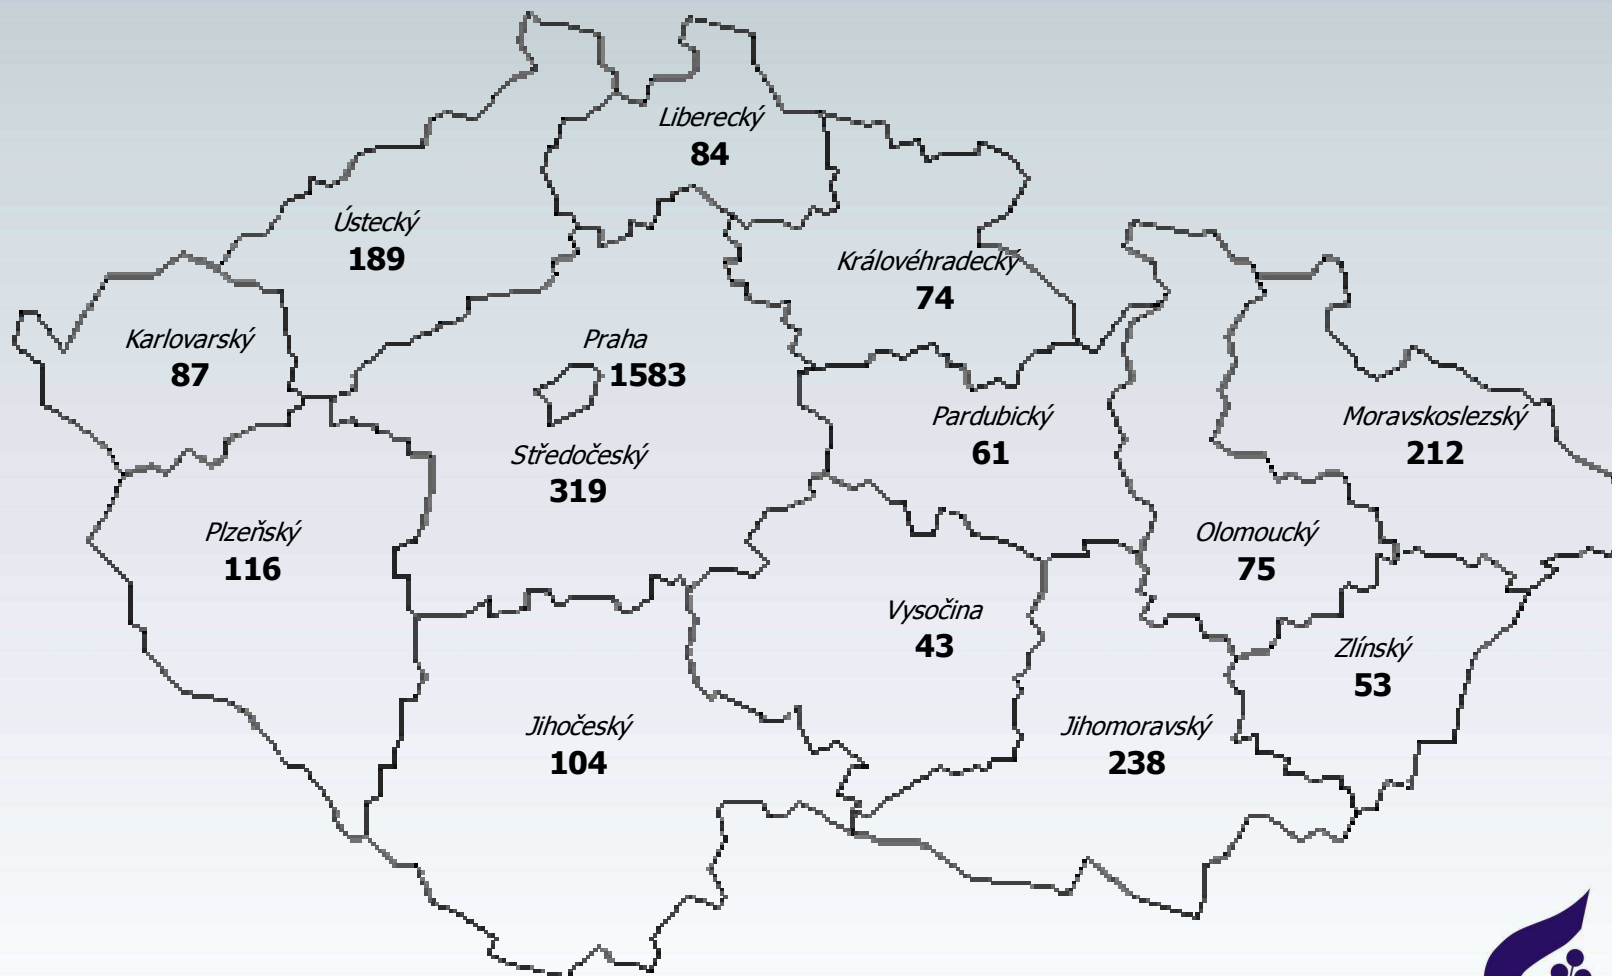 Liberecký
84
Ústecký
189
Královéhradecký
74
Karlovarský
87
Praha
1583
Pardubický
61
Moravskoslezský
212
Středočeský
319
Plzeňský
116
Olomoucký
75
Vysočina
43
Zlínský
53
Jihočeský
104
Jihomoravský
238